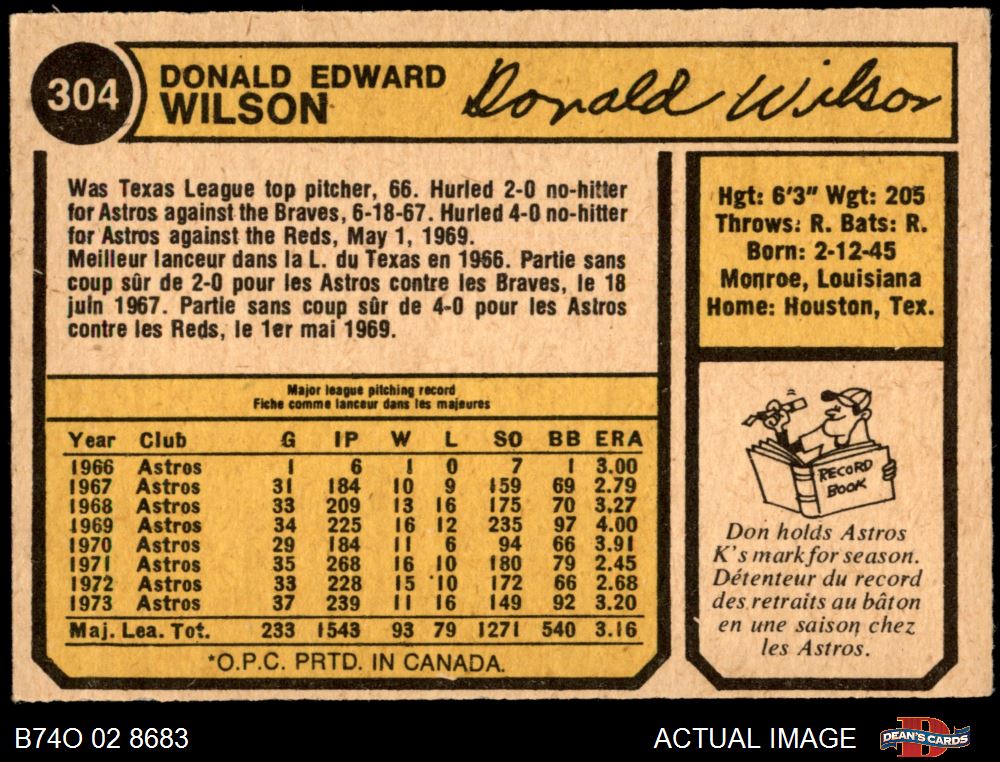 304
DONALD EDWARD
WILSON
Donald Wilson
Was Texas League top pitcher, 66. Hurled 2-0 no-hitter
for Astros against the Braves, 6-18-67. Hurled 4-0 no-hitter
for Astros against the Reds, May 1, 1969.
Meilleur lanceur dans la L. du Texas en 1966. Partie sans
coup sûr de 2-0 pour les Astros contre les Braves, le 18
juin 1967. Partie sans coup sûr de 4-0 pour les Astros
contre les Reds, le 1er mai 1969.
Hgt: 6'3" Wgt: 205
Throws: R. Bats: R.
Born: 2-12-45
Monroe, Louisiana
Home: Houston, Tex.
Major league pitching record
Fiche comme lanceur dans les majeures
Year Club G IP W L SO BB ERA
1966 Astros 1 6 1 0 7 1 3.00
1967 Astros 31 184 10 9 159 69 2.79
1968 Astros 33 209 13 16 175 70 3.27
1969 Astros 34 225 16 12 235 97 4.00
1970 Astros 29 184 11 6 94 66 3.91
1971 Astros 35 268 16 10 180 79 2.45
1972 Astros 33 228 15 10 172 66 2.68
1973 Astros 37 239 11 16 149 92 3.20
Maj. Lea. Tot. 233 1543 93 79 1271 540 3.16
*O.P.C. PRTD. IN CANADA.
RECORD
BOOK
Don holds Astros
K's mark for season.
Détenteur du record
des retraits au bâton
en une saison chez
les Astros.
B74O 02 8683
ACTUAL IMAGE
D
DEAN'S CARDS